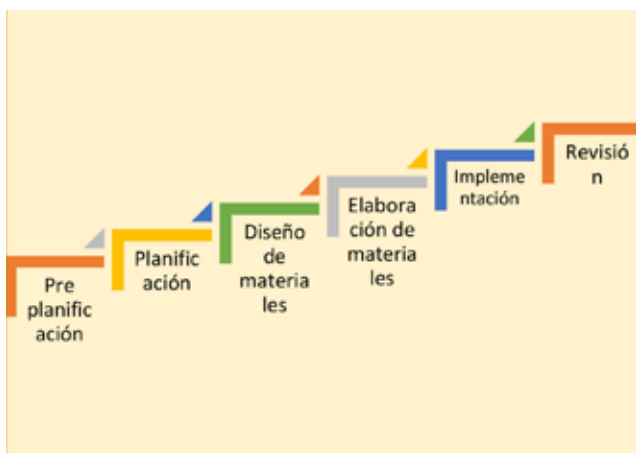 Pre
planific
ación
Planific
ación
Diseño
de
materia
les
Elabora
ción de
materia
les
Impleme
ntación
Revisió
n